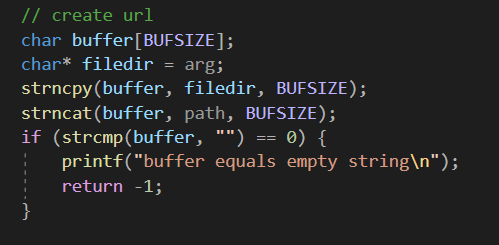 // create url
char buffer[BUFSIZE];
char* filedir = arg;
strncpy(buffer, filedir, BUFSIZE);
strncat(buffer, path, BUFSIZE);
if (strcmp(buffer, "") == 0) {
    printf("buffer equals empty string\n");
    return -1;
}